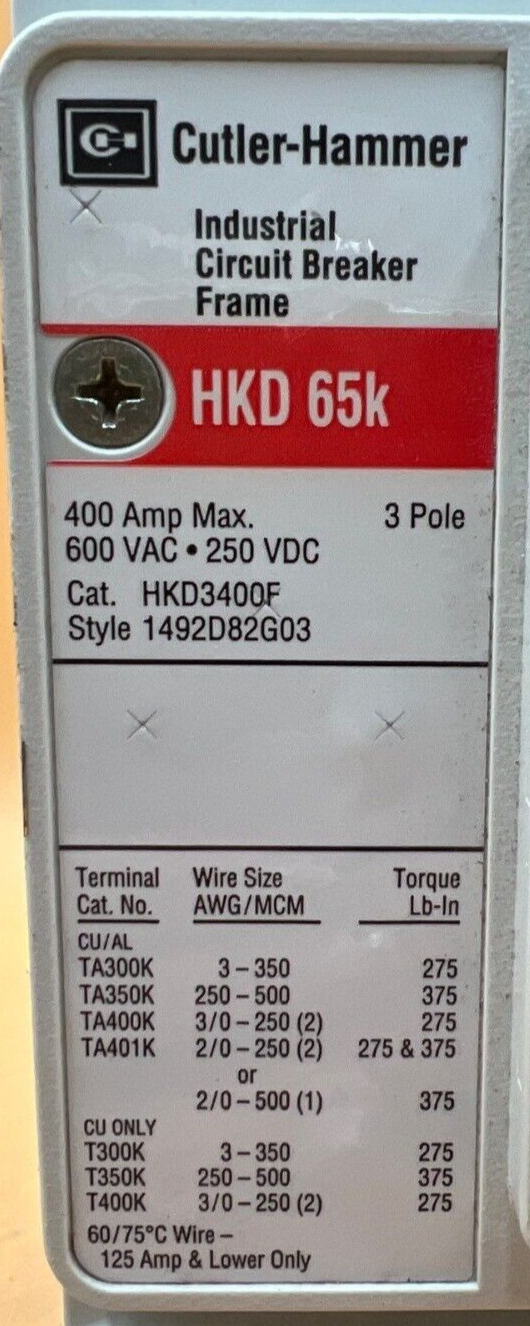 Cutler-Hammer
Industrial
Circuit Breaker
Frame
HKD 65k
400 Amp Max. 3 Pole
600 VAC • 250 VDC
Cat. HKD3400F
Style 1492D82G03
Terminal Wire Size Torque
Cat. No. AWG/MCM Lb-In
CU/AL
TA300K 3 – 350 275
TA350K 250 – 500 375
TA400K 3/0 – 250 (2) 275
TA401K 2/0 – 250 (2) 275 & 375
or
2/0 – 500 (1) 375
CU ONLY
T300K 3 – 350 275
T350K 250 – 500 375
T400K 3/0 – 250 (2) 275
60/75°C Wire –
125 Amp & Lower Only